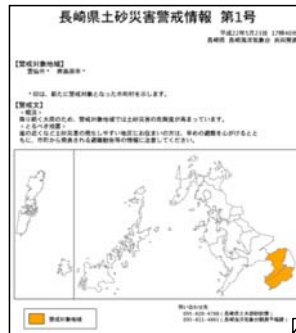 長崎県土砂災害警戒情報 第1号
平成22年5月23日 17時40分
長崎県 長崎海洋気象台 共同発表
【警戒対象地域】
雲仙市* 南島原市*
*印は、新たに警戒対象となった市町村を示します。
【警戒文】
<概況>
降り続く大雨のため、警戒対象地域では土砂災害の危険度が高まっています。
<とるべき措置>
崖の近くなど土砂災害の発生しやすい地区にお住まいの方は、早めの避難を心がけるとと
もに、市町から発表される避難勧告等の情報に注意してください。
警戒対象地域
問い合わせ先